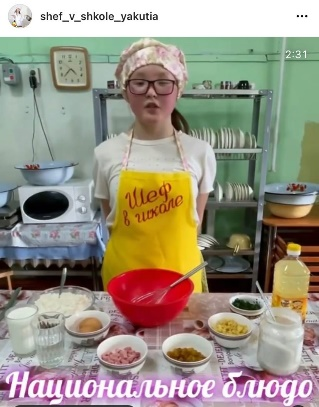 shef_v_shkole_yakutia
2:31
Шеф
в школе
Национальное блюдо